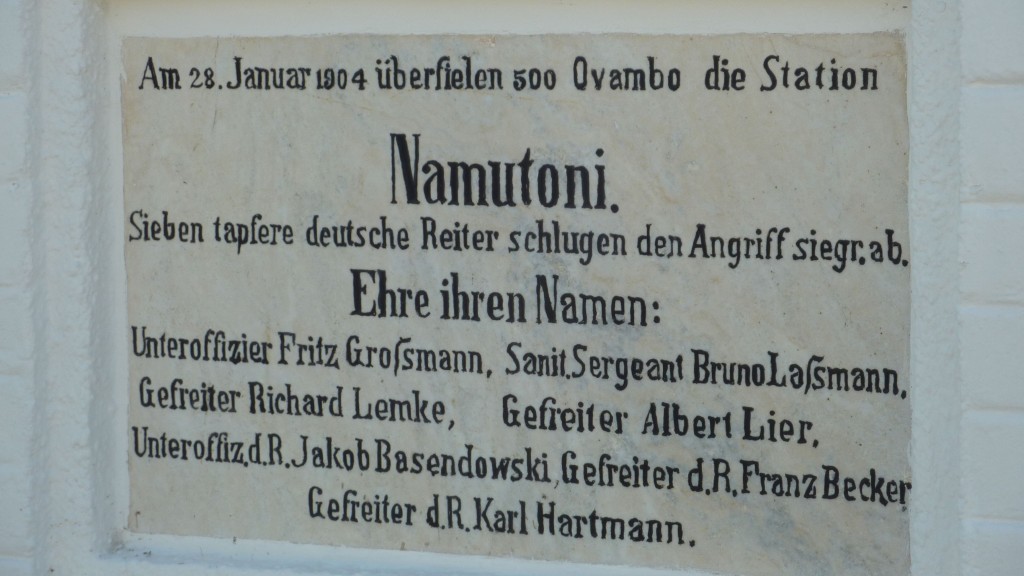 Am 28. Januar 1904 überfielen 500 Ovambo die Station
Namutoni.
Sieben tapfere deutsche Reiter schlugen den Angriff siegr. ab.
Ehre ihren Namen:
Unteroffizier Fritz Groſsmann, Sanit. Sergeant Bruno Laſsmann,
Gefreiter Richard Lemke, Gefreiter Albert Lier,
Unteroffiz. d. R. Jakob Basendowski, Gefreiter d. R. Franz Becker
Gefreiter d. R. Karl Hartmann.